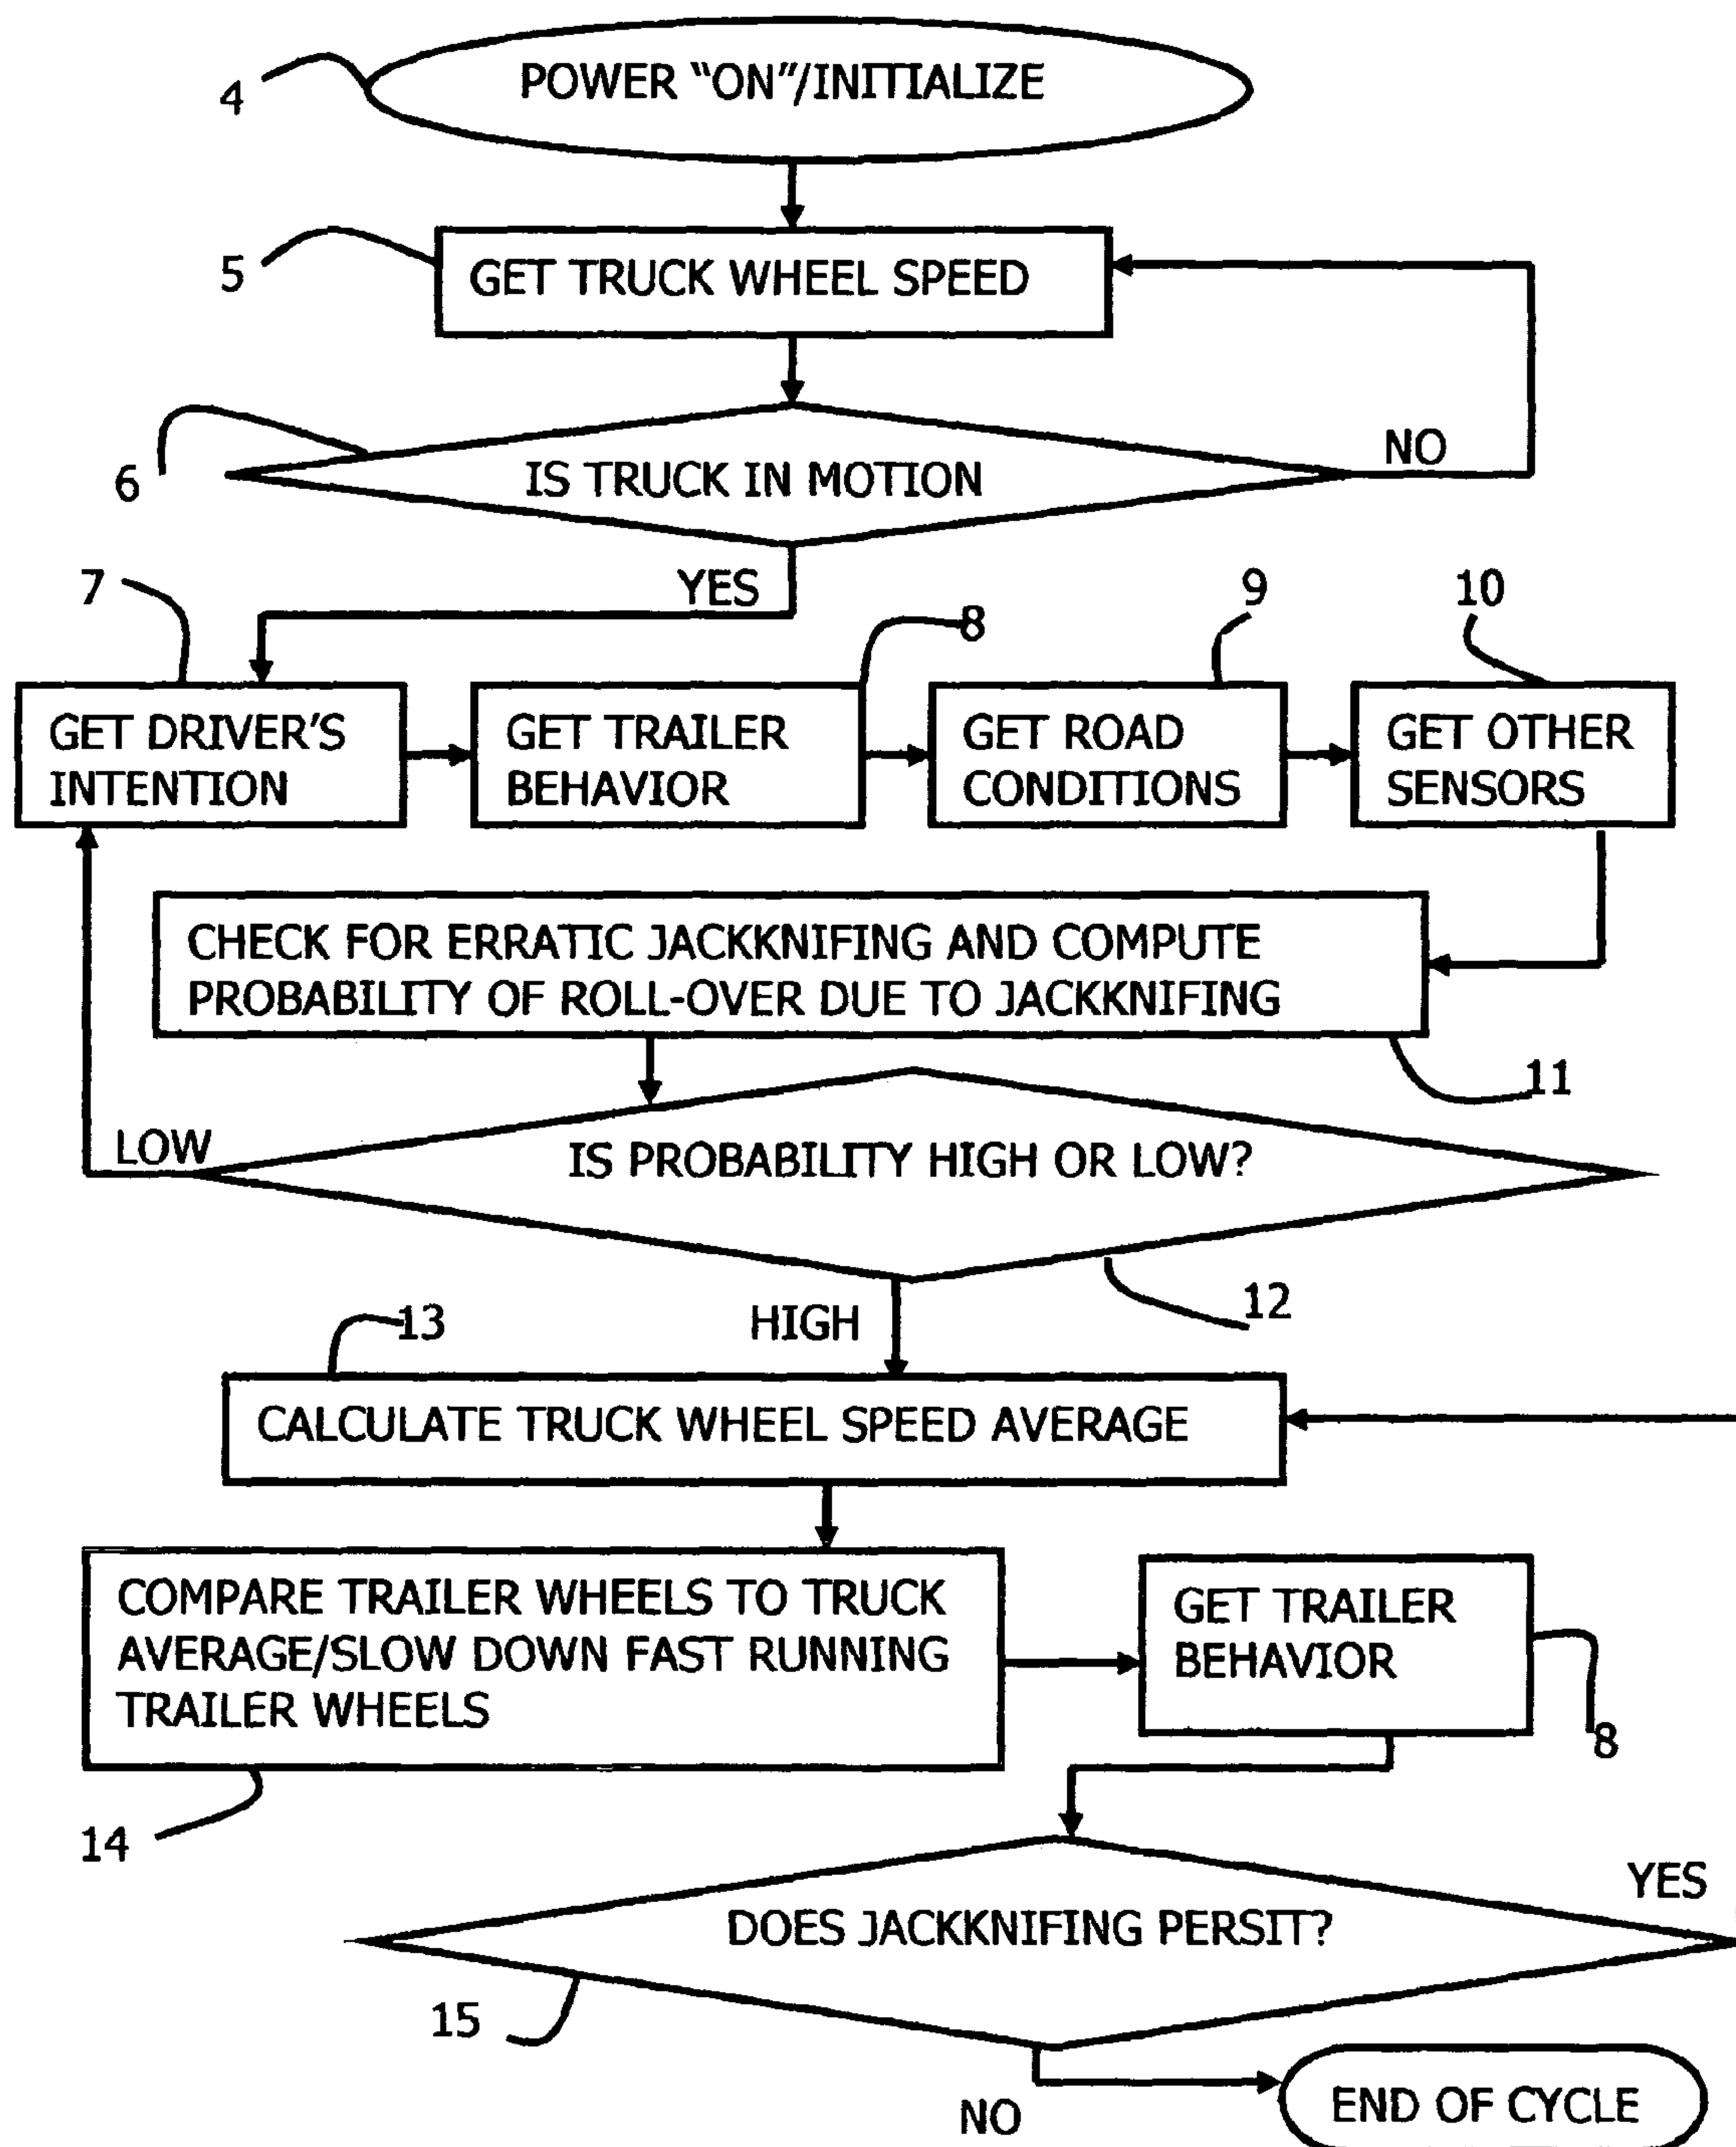 4
POWER “ON”/INITIALIZE
5
GET TRUCK WHEEL SPEED
6
IS TRUCK IN MOTION
NO
YES
7
8
9
10
GET DRIVER’S
INTENTION
GET TRAILER
BEHAVIOR
GET ROAD
CONDITIONS
GET OTHER
SENSORS
CHECK FOR ERRATIC JACKKNIFING AND COMPUTE
PROBABILITY OF ROLL-OVER DUE TO JACKKNIFING
11
LOW
IS PROBABILITY HIGH OR LOW?
12
HIGH
13
CALCULATE TRUCK WHEEL SPEED AVERAGE
COMPARE TRAILER WHEELS TO TRUCK
AVERAGE/SLOW DOWN FAST RUNNING
TRAILER WHEELS
14
GET TRAILER
BEHAVIOR
8
DOES JACKKNIFING PERSIT?
YES
15
NO
END OF CYCLE